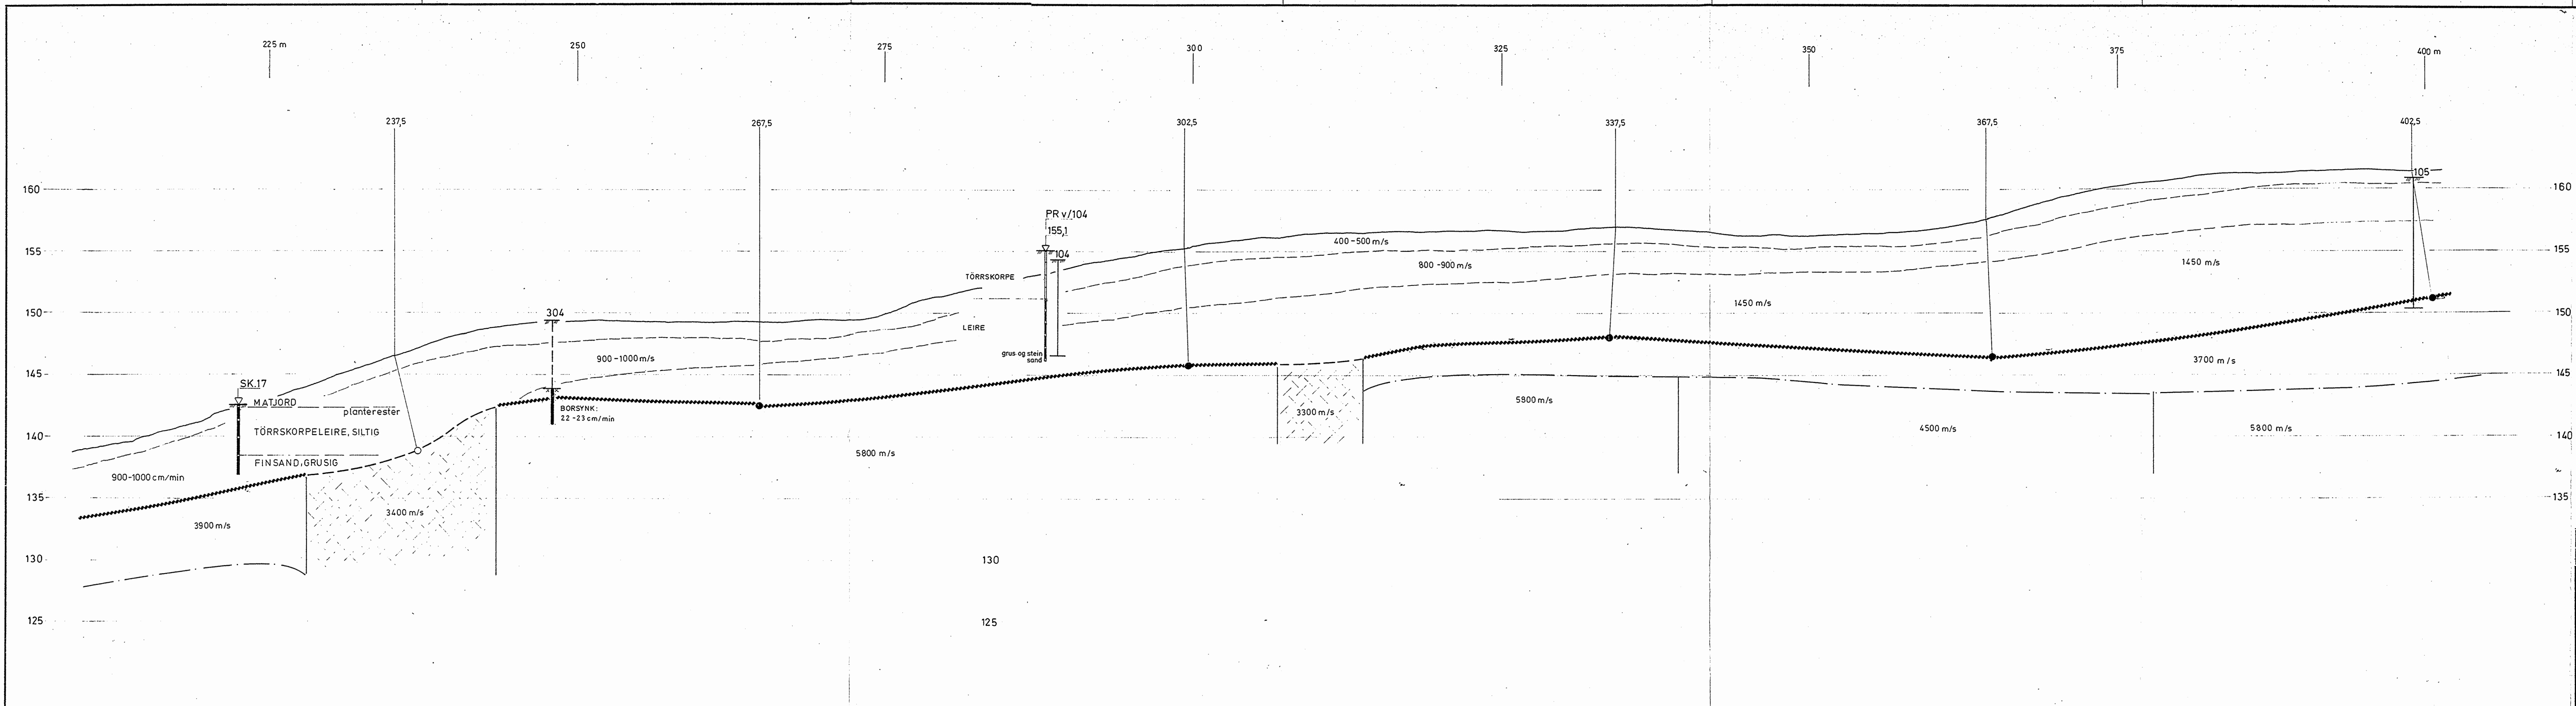 225 m
250
275
300
325
350
375
400 m
237,5
267,5
302,5
337,5
367,5
402,5
160
160
105
PR v/104
155,1
155
155
104
400-500 m/s
800-900 m/s
1450 m/s
1450 m/s
TÖRRSKORPE
150
150
304
LEIRE
900-1000 m/s
grus og stein
sand
145
145
3700 m/s
SK.17
MATJORD
planterester
BORSYNK:
22-23 cm/min
3300 m/s
5800 m/s
TÖRRSKORPELEIRE, SILTIG
140
140
4500 m/s
5800 m/s
5800 m/s
FINSAND, GRUSIG
900-1000 cm/min
135
135
3400 m/s
3900 m/s
130
130
125
125